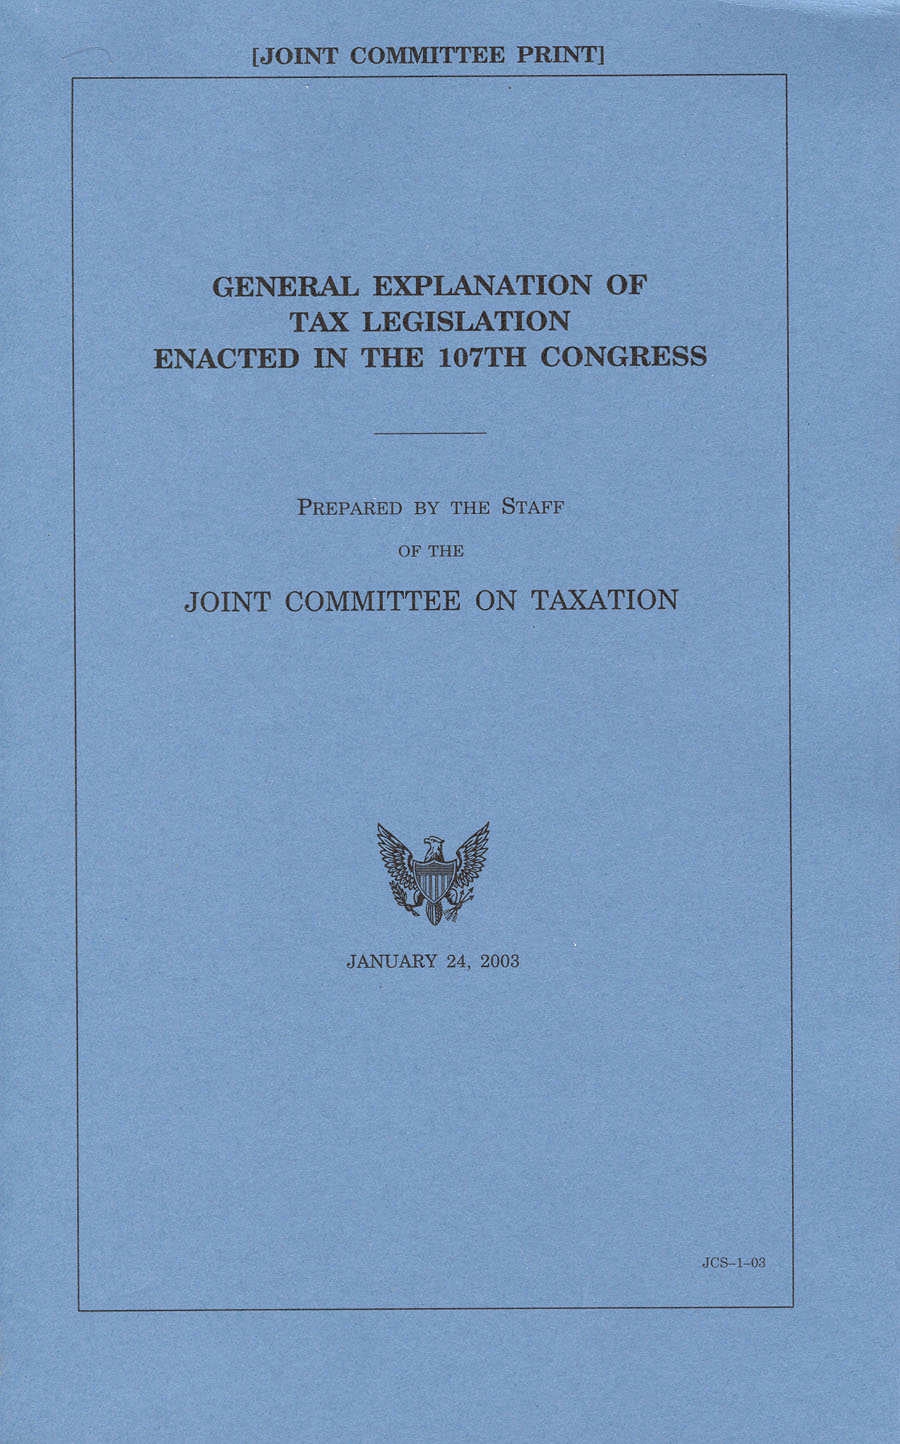 [JOINT COMMITTEE PRINT]
GENERAL EXPLANATION OF
TAX LEGISLATION
ENACTED IN THE 107TH CONGRESS
PREPARED BY THE STAFF
OF THE
JOINT COMMITTEE ON TAXATION
JANUARY 24, 2003
JCS–1–03